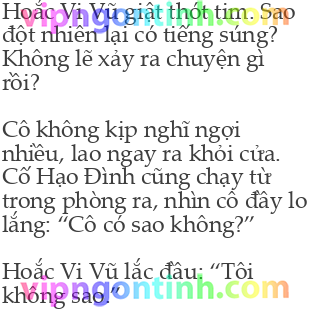 Hoắc Vi Vũ giật thót tim. Sao
vipngontinh.com
đột nhiên lại có tiếng súng?
Không lẽ xảy ra chuyện gì
rồi?
Cô không kịp nghĩ ngợi
nhiều, lao ngay ra khỏi cửa.
Cố Hạo Đình cũng chạy từ
trong phòng ra, nhìn cô đầy lo
lắng: “Cô có sao không?”
Hoắc Vi Vũ lắc đầu: “Tôi
không sao.”
vipngontinh.com